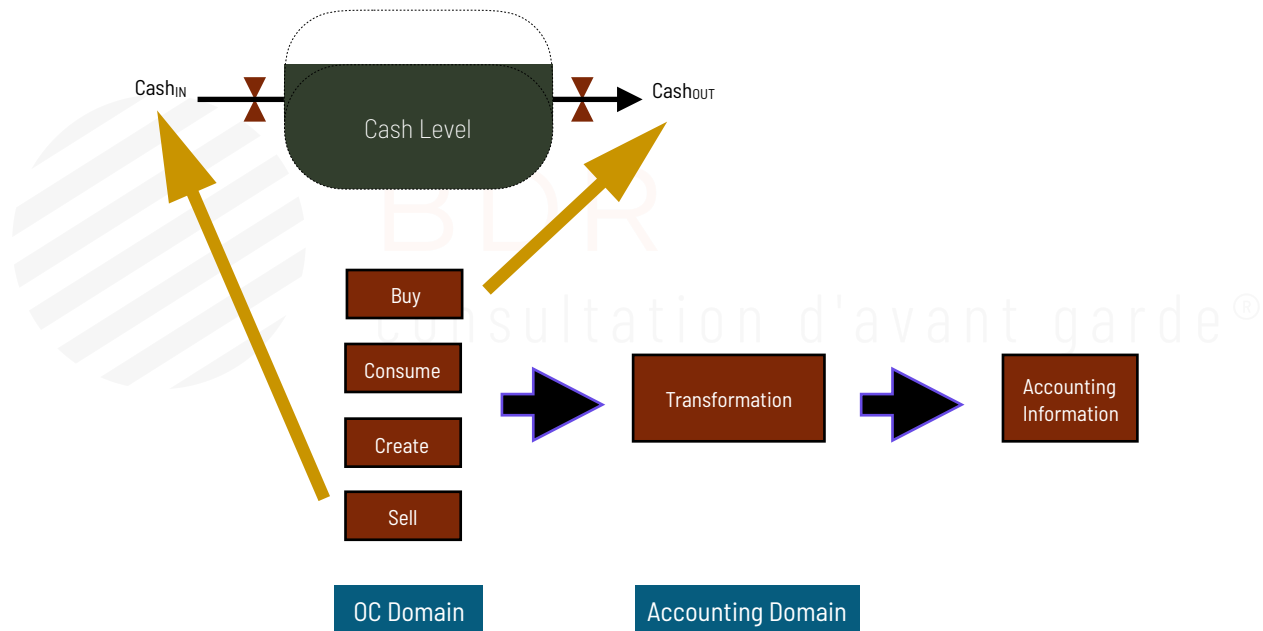 Cash_IN
Cash_OUT
Cash Level
BDR
consultation d'avant garde®
Buy
Consume
Create
Sell
Transformation
Accounting
Information
OC Domain
Accounting Domain